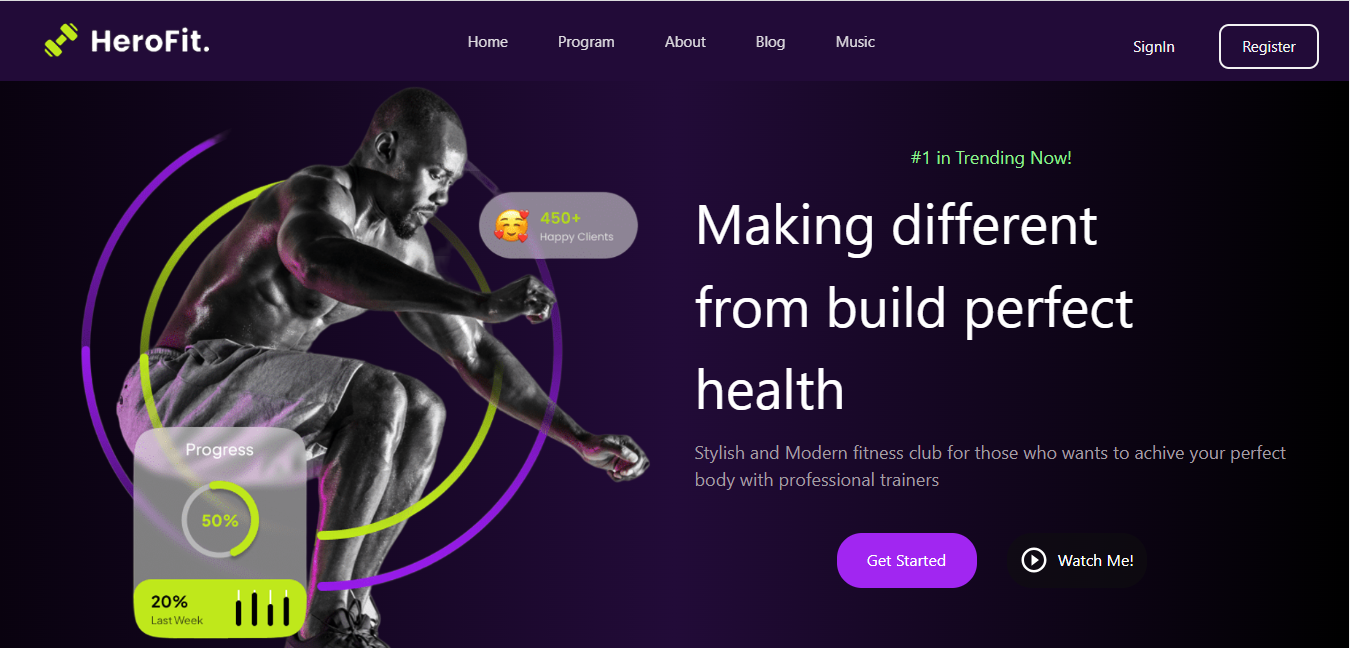 HeroFit.
Home Program About Blog Music
SignIn Register
#1 in Trending Now!
Making different
from build perfect
health
Stylish and Modern fitness club for those who wants to achive your perfect
body with professional trainers
Get Started
Watch Me!
450+
Happy Clients
Progress
50%
20%
Last Week